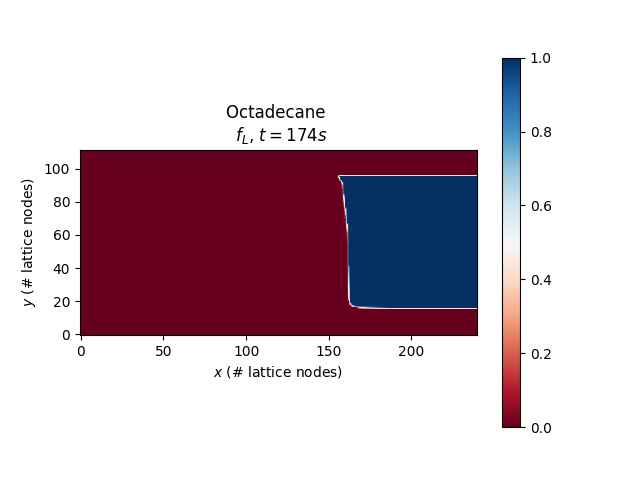 Octadecane
f_L, t = 174s
1.0
0.8
0.6
0.4
0.2
0.0
100
80
60
40
20
0
y (# lattice nodes)
0 50 100 150 200
x (# lattice nodes)